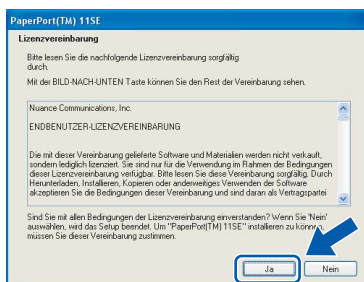 PaperPort(TM) 11SE
Lizenzvereinbarung
Bitte lesen Sie die nachfolgende Lizenzvereinbarung sorgfältig
durch.
Mit der BILD-NACH-UNTEN Taste können Sie den Rest der Vereinbarung sehen.
Nuance Communications, Inc.
ENDBENUTZER-LIZENZVEREINBARUNG
Die mit dieser Vereinbarung gelieferte Software und Materialien werden nicht verkauft,
sondern lediglich lizenziert. Sie sind nur für die Verwendung im Rahmen der Bedingungen
dieser Lizenzvereinbarung verfügbar. Bitte lesen Sie diese Vereinbarung sorgfältig. Durch
Herunterladen, Installieren, Kopieren oder anderweitiges Verwenden der Software
akzeptieren Sie die Bedingungen dieser Vereinbarung und sind daran als Vertragspartei
Sind Sie mit allen Bedingungen der Lizenzvereinbarung einverstanden? Wenn Sie 'Nein'
auswählen, wird das Setup beendet. Um "PaperPort(TM) 11SE" installieren zu können,
müssen Sie dieser Vereinbarung zustimmen.
Ja
Nein